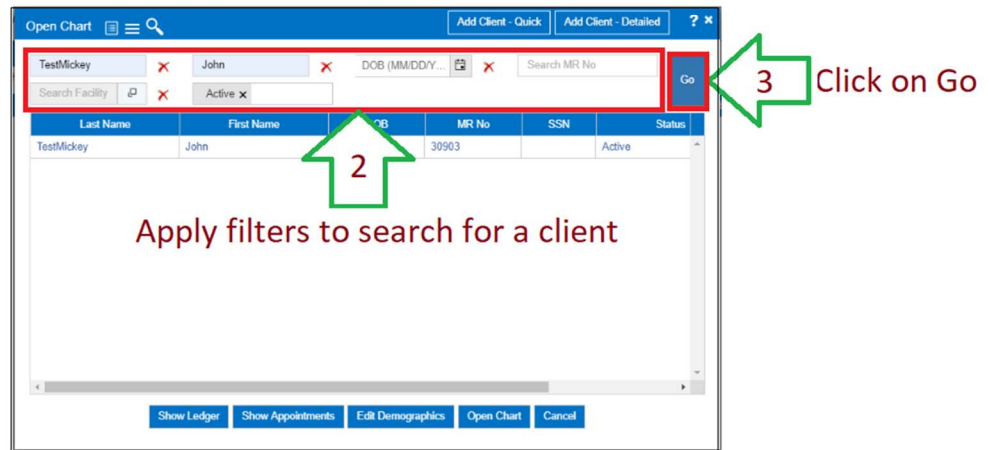 Open Chart Add Client - Quick Add Client - Detailed ? ×
TestMickey John DOB (MM/DD/Y... Search MR No
Go
3 Click on Go
Search Facility Active x
Last Name First Name OB MR No SSN Status
TestMickey John 30903 Active
2
Apply filters to search for a client
Show Ledger Show Appointments Edit Demographics Open Chart Cancel